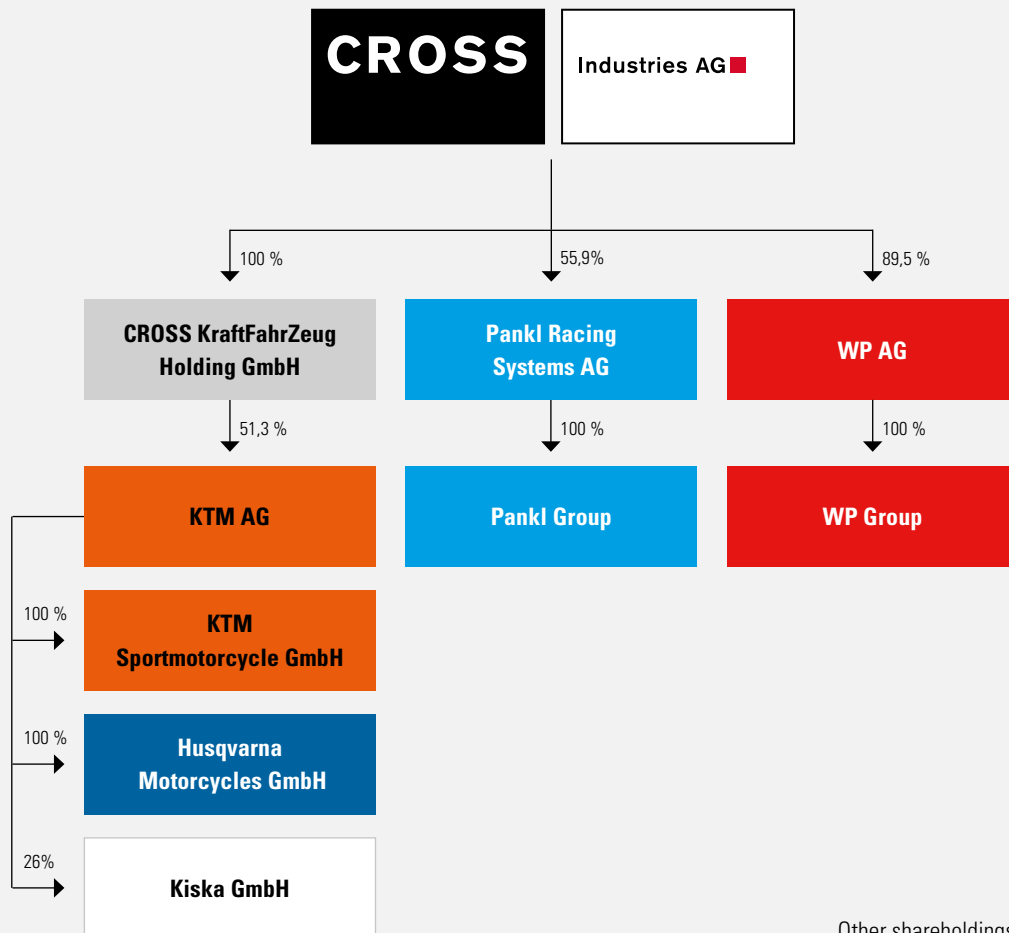 CROSS
Industries AG
100 %
55,9%
89,5 %
CROSS KraftFahrZeug
Holding GmbH
Pankl Racing
Systems AG
WP AG
51,3 %
100 %
100 %
KTM AG
Pankl Group
WP Group
100 %
KTM
Sportmotorcycle GmbH
100 %
Husqvarna
Motorcycles GmbH
26%
Kiska GmbH
Other shareholdings